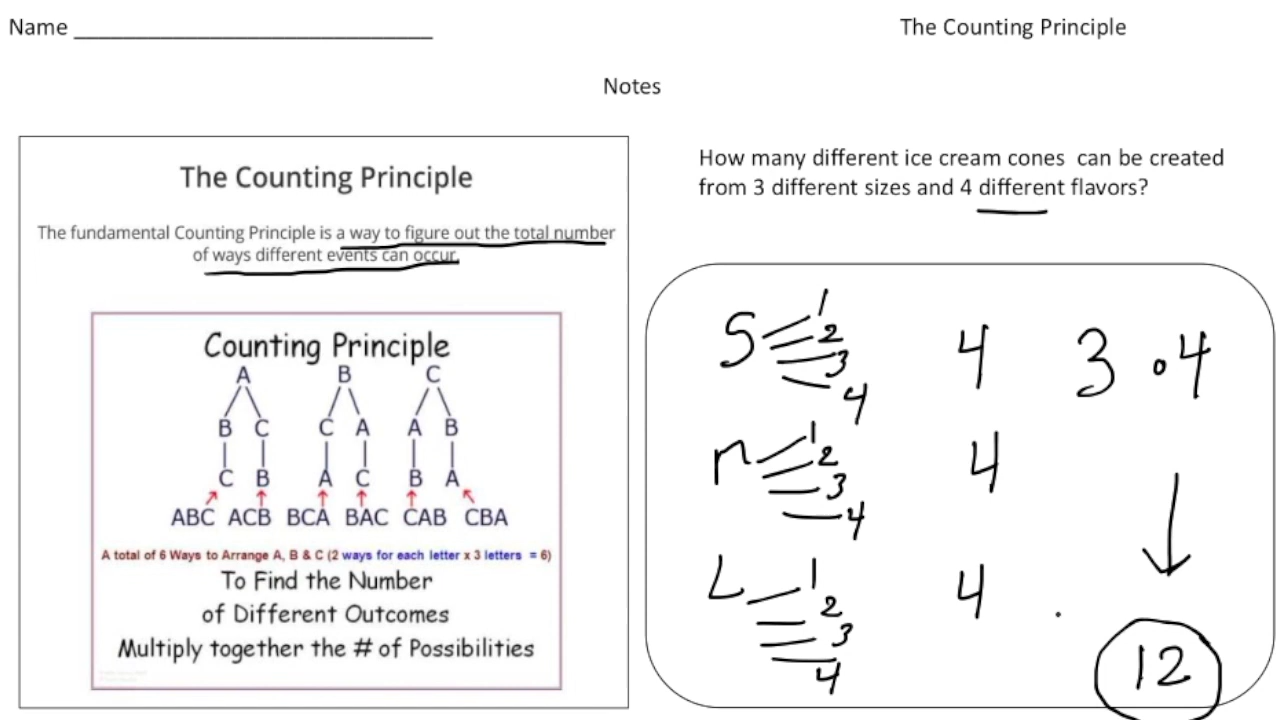 Name ________________________________
The Counting Principle
Notes
The Counting Principle
The fundamental Counting Principle is a way to figure out the total number
of ways different events can occur.
Counting Principle
A B C
B C C A A B
C B A C B A
ABC ACB BCA BAC CAB CBA
A total of 6 Ways to Arrange A, B & C (2 ways for each letter x 3 letters = 6)
To Find the Number
of Different Outcomes
Multiply together the # of Possibilities
How many different ice cream cones can be created
from 3 different sizes and 4 different flavors?
S 1 2 3 4 4 3 · 4
m 1 2 3 4 4
L 1 2 3 4 4
12